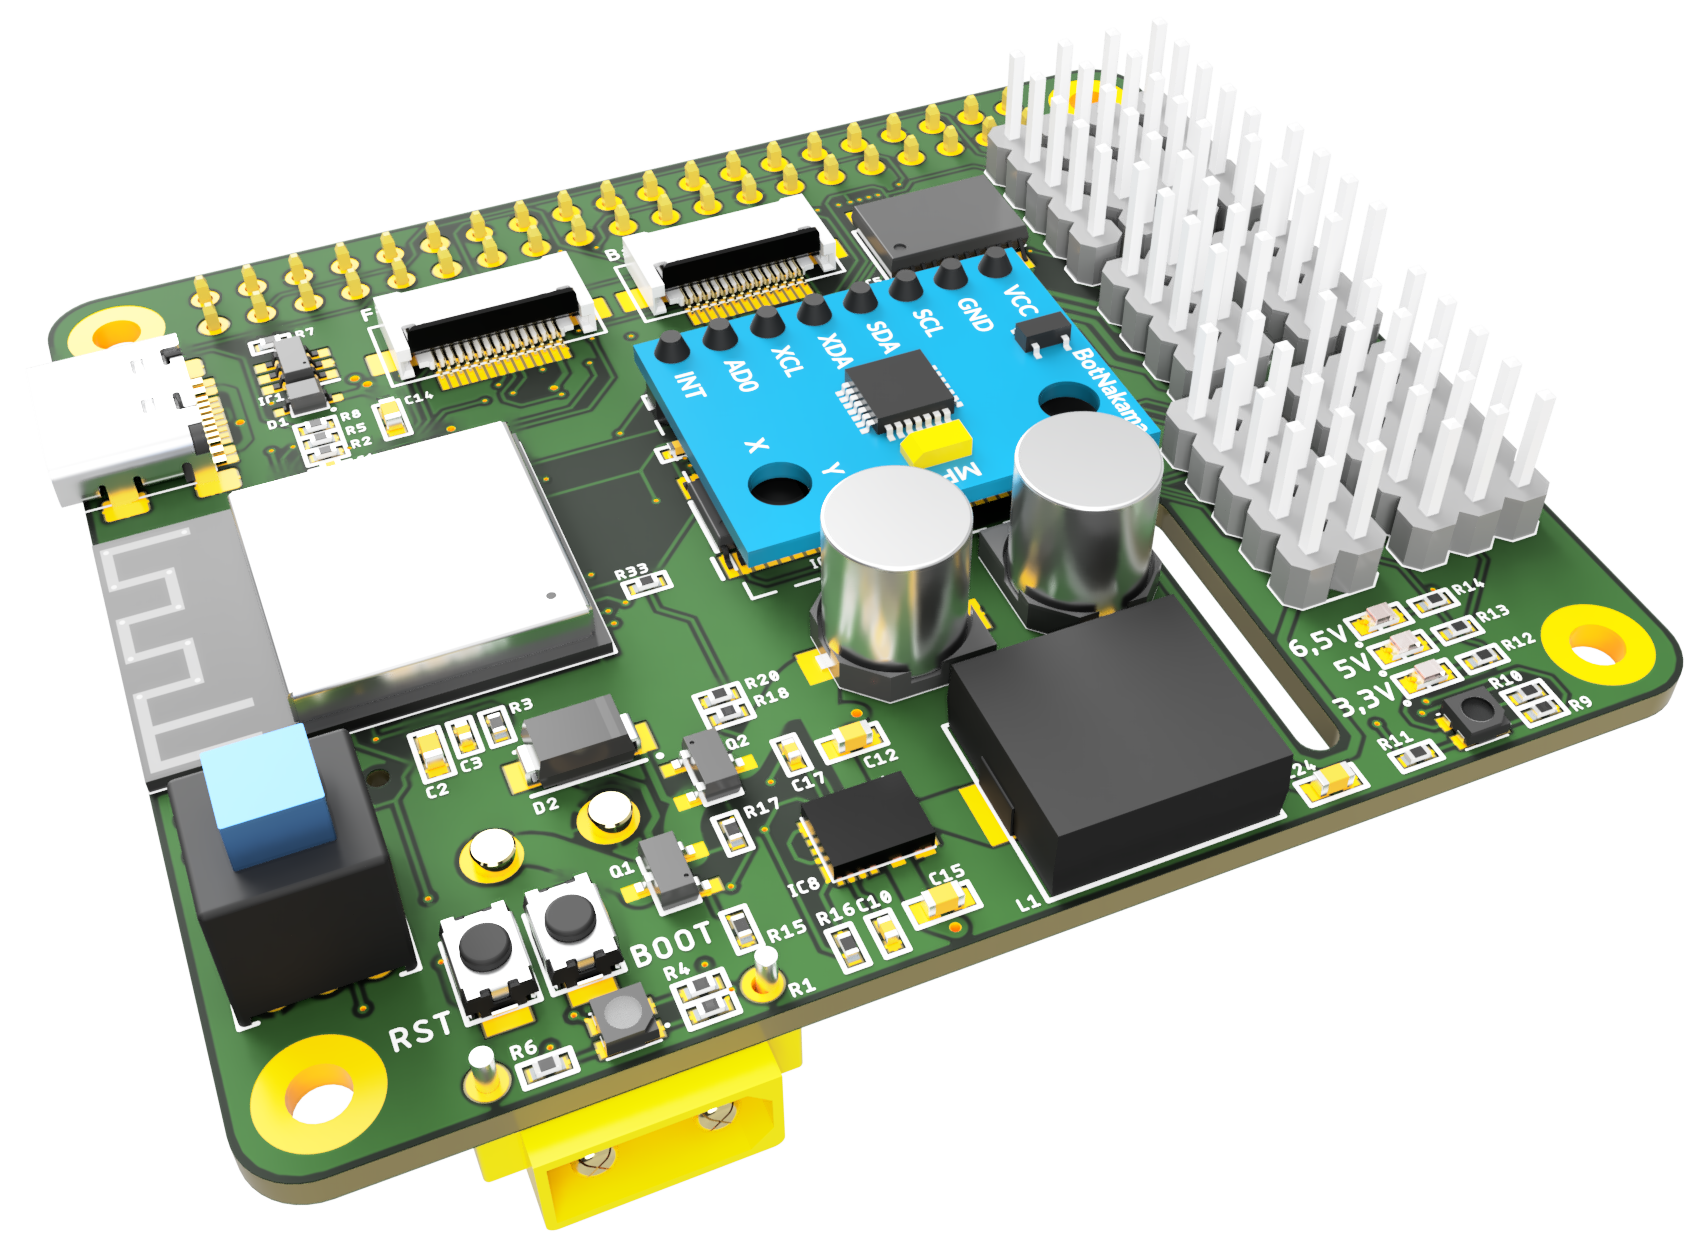 R7
F
B
IC1
D1
C14
R8
R5
R2
INT
AD0
XCL
XDA
SDA
SCL
GND
VCC
BotNakama
X
Y
MP
R33
R14
R13
R12
R10
R9
R11
6,5V
5V
3,3V
R20
R18
R3
C3
C2
D2
Q2
C17
C12
R17
Q1
IC8
C15
C10
R16
R15
L1
BOOT
R4
R1
RST
R6